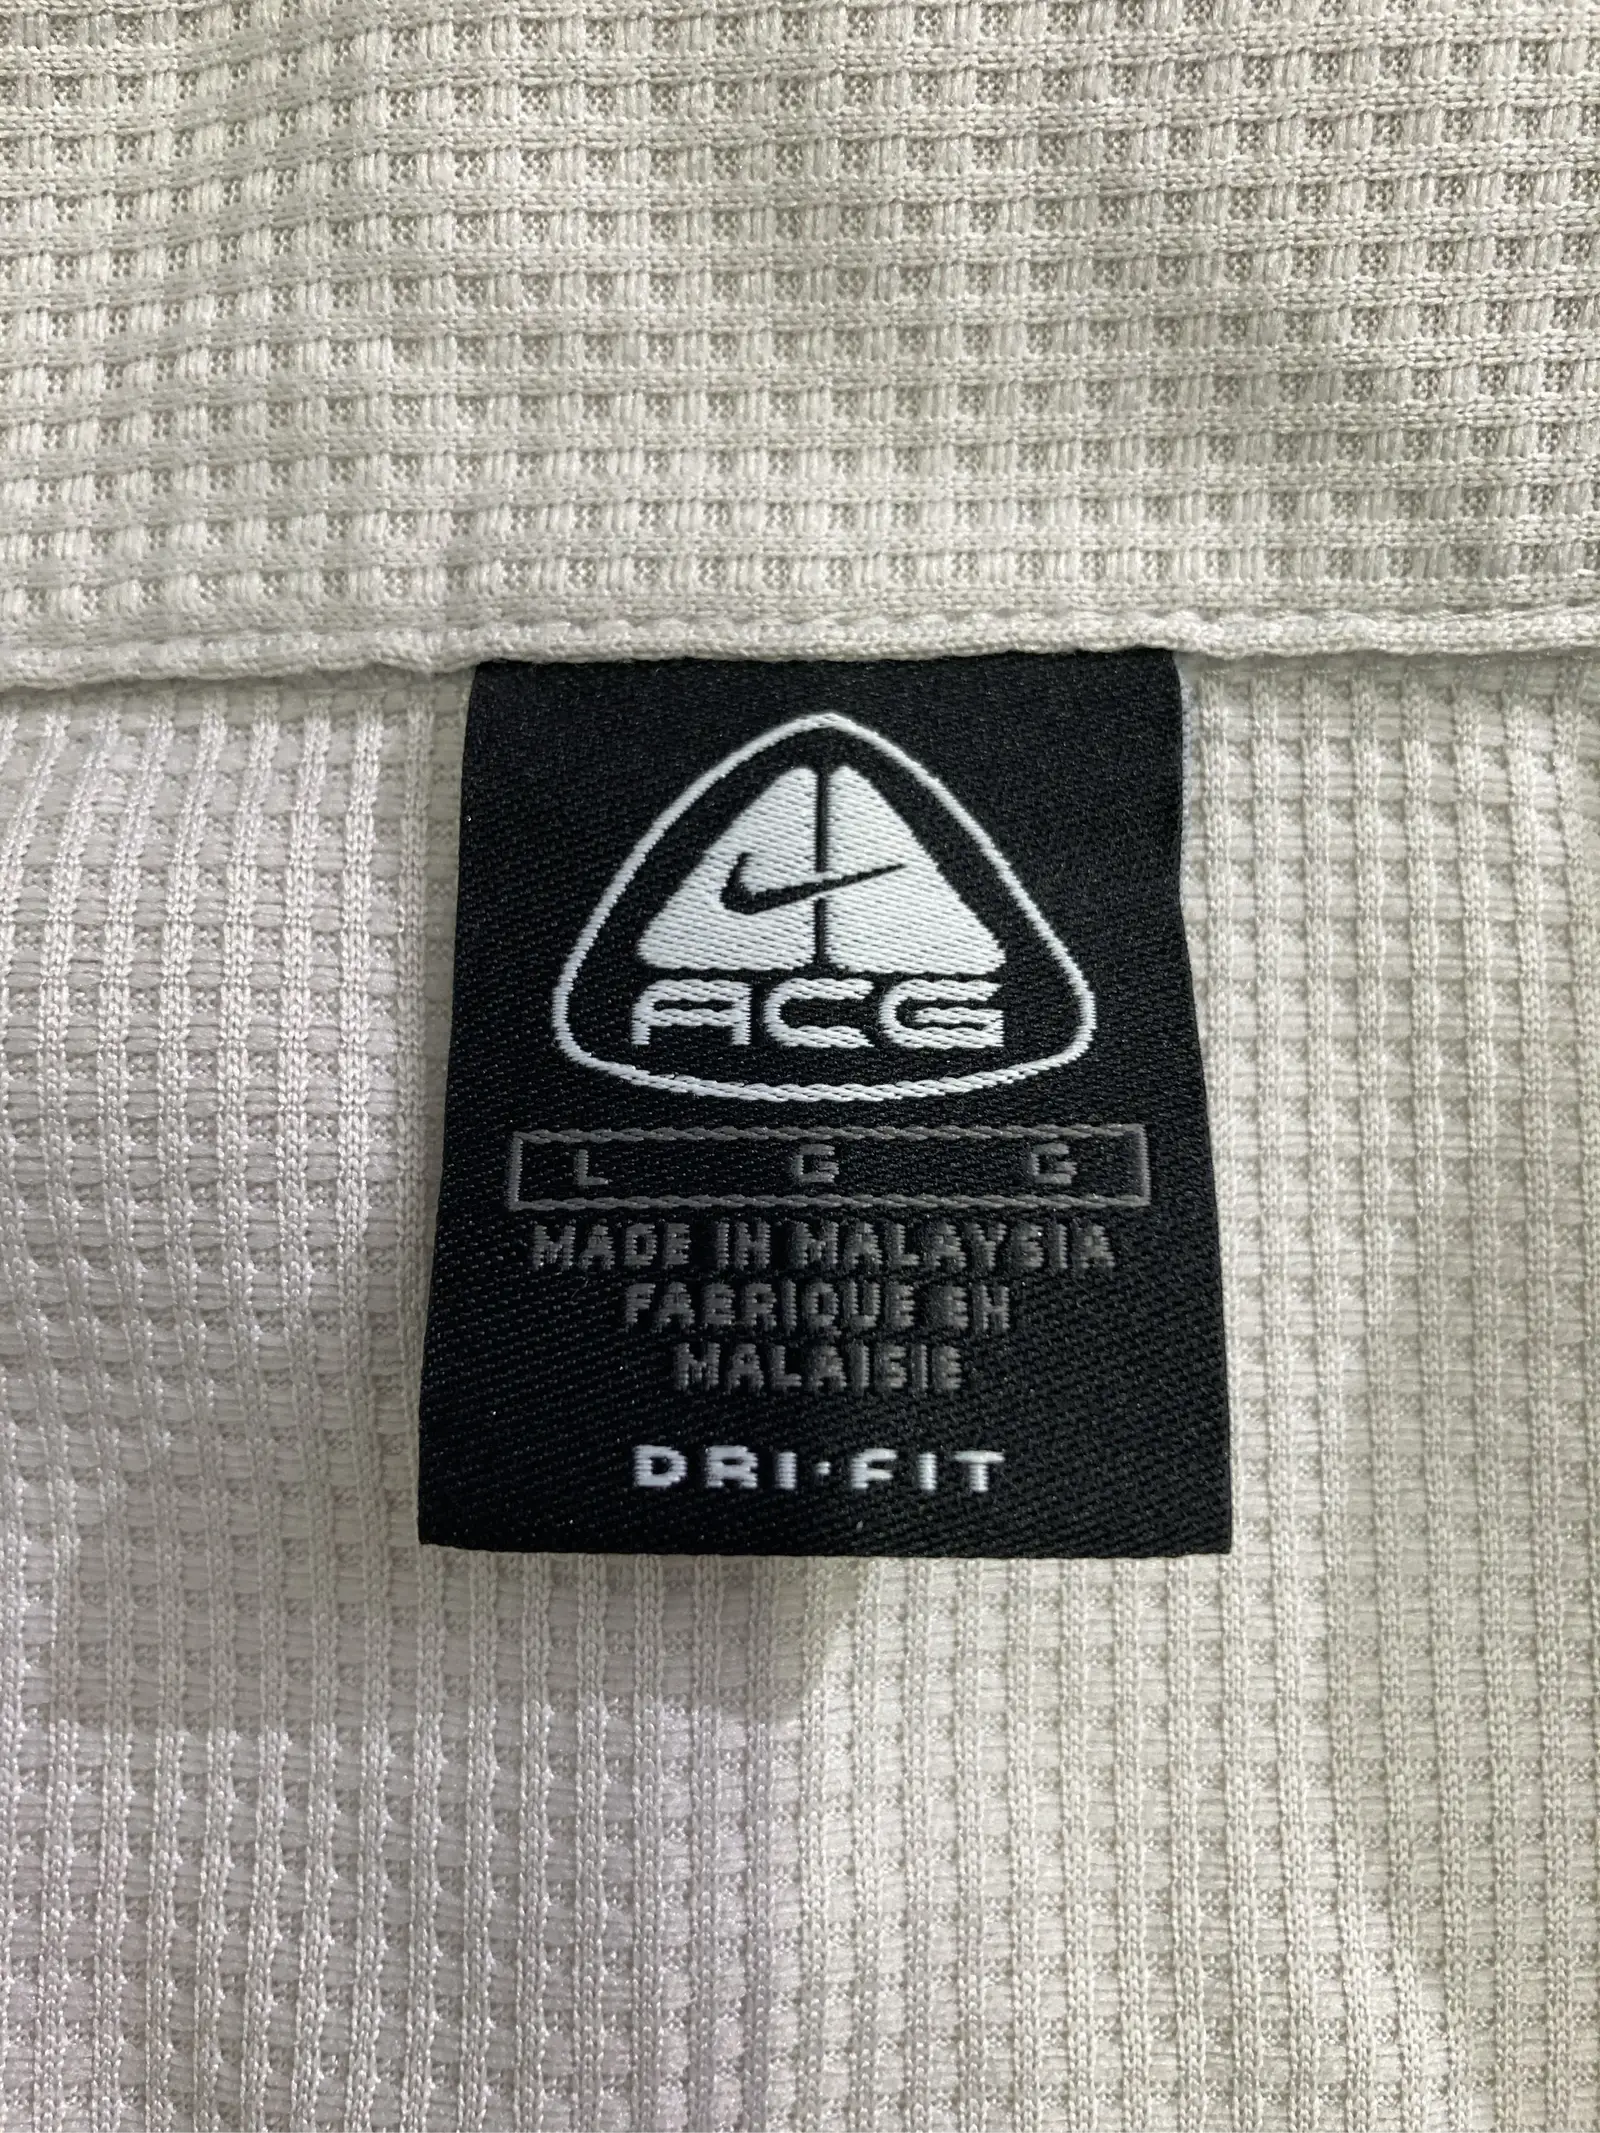 ACG
L G G
MADE IN MALAYSIA
FABRIQUE EN
MALAISIE
DRI·FIT